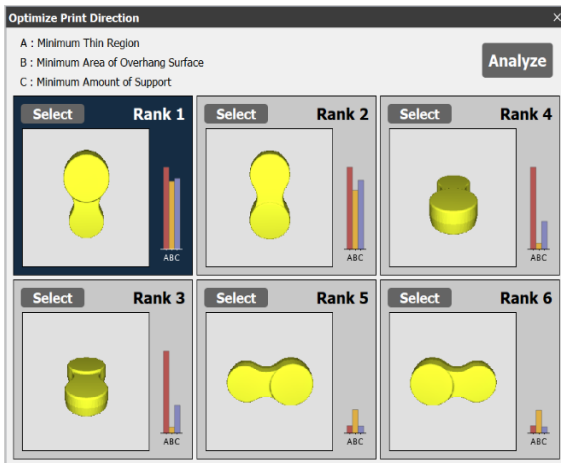 Optimize Print Direction
A : Minimum Thin Region
B : Minimum Area of Overhang Surface
C : Minimum Amount of Support
Analyze
Select Rank 1
ABC
Select Rank 2
ABC
Select Rank 4
ABC
Select Rank 3
ABC
Select Rank 5
ABC
Select Rank 6
ABC